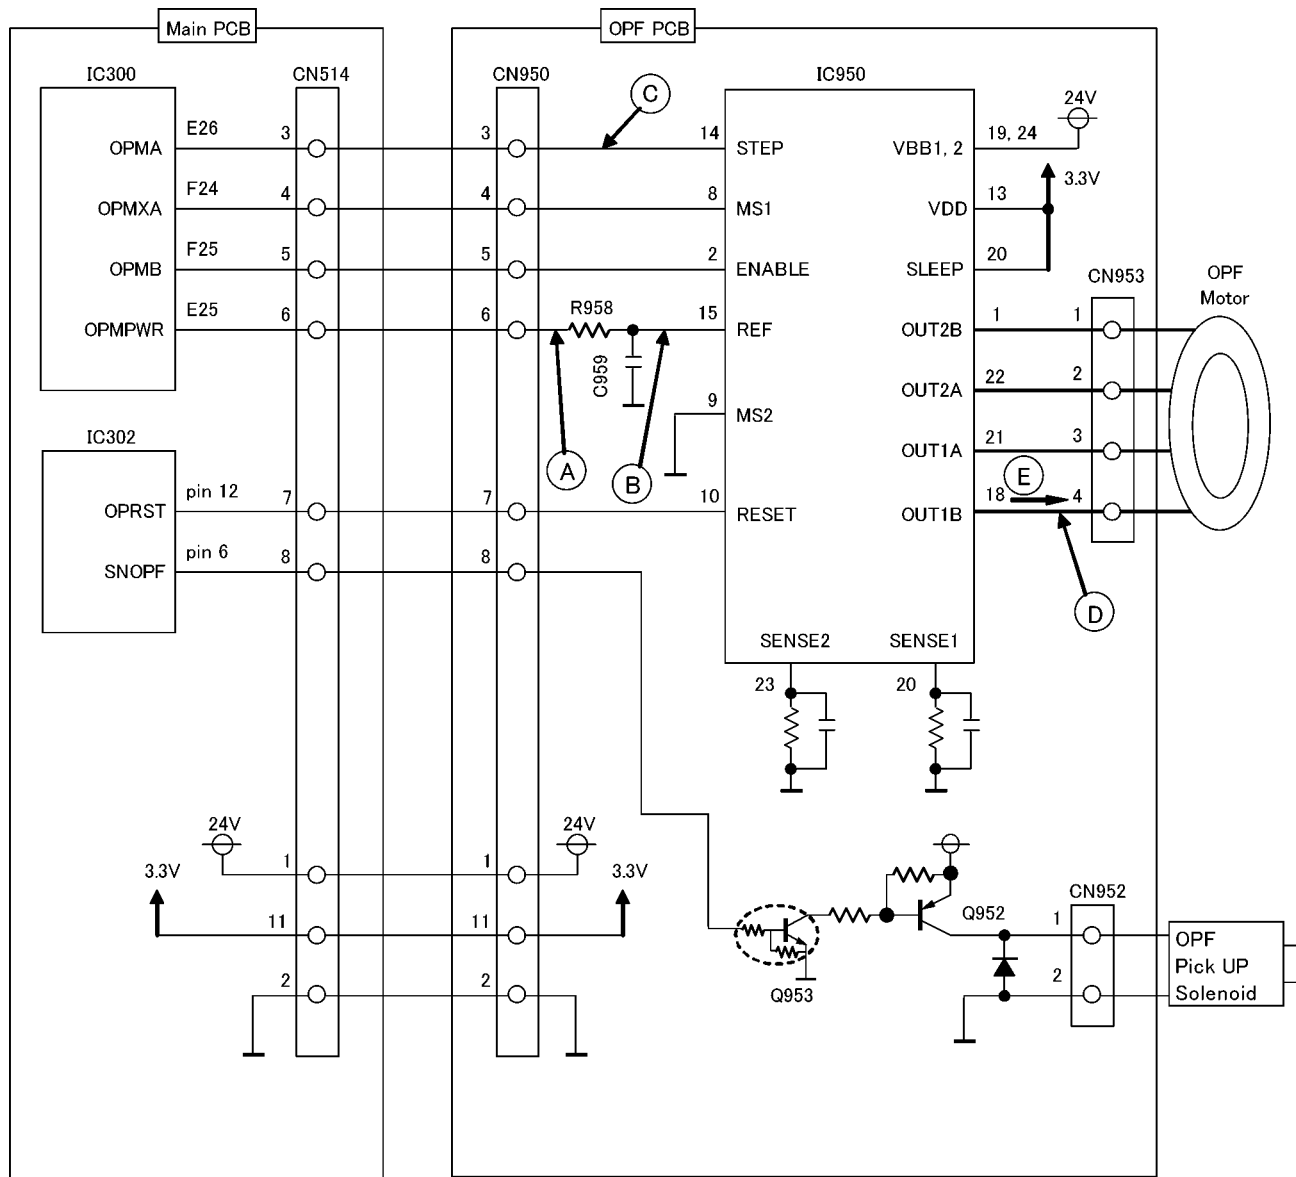 Main PCB
OPF PCB
IC300
CN514
CN950
IC950
C
24V
E26
3
3
14
STEP
VBB1, 2
19, 24
OPMA
F24
4
4
8
MS1
VDD
13
3.3V
OPMXA
F25
5
5
2
ENABLE
SLEEP
20
OPMB
CN953
OPF
Motor
E25
6
6
R958
15
REF
OUT2B
1
1
OPMPWR
C959
OUT2A
22
2
9
MS2
OUT1A
21
3
IC302
A
B
E
pin 12
7
7
10
RESET
OUT1B
18
4
OPRST
pin 6
8
8
SNOPF
D
SENSE2
SENSE1
23
20
24V
24V
1
1
3.3V
3.3V
11
11
2
2
Q953
Q952
CN952
1
2
OPF
Pick UP
Solenoid